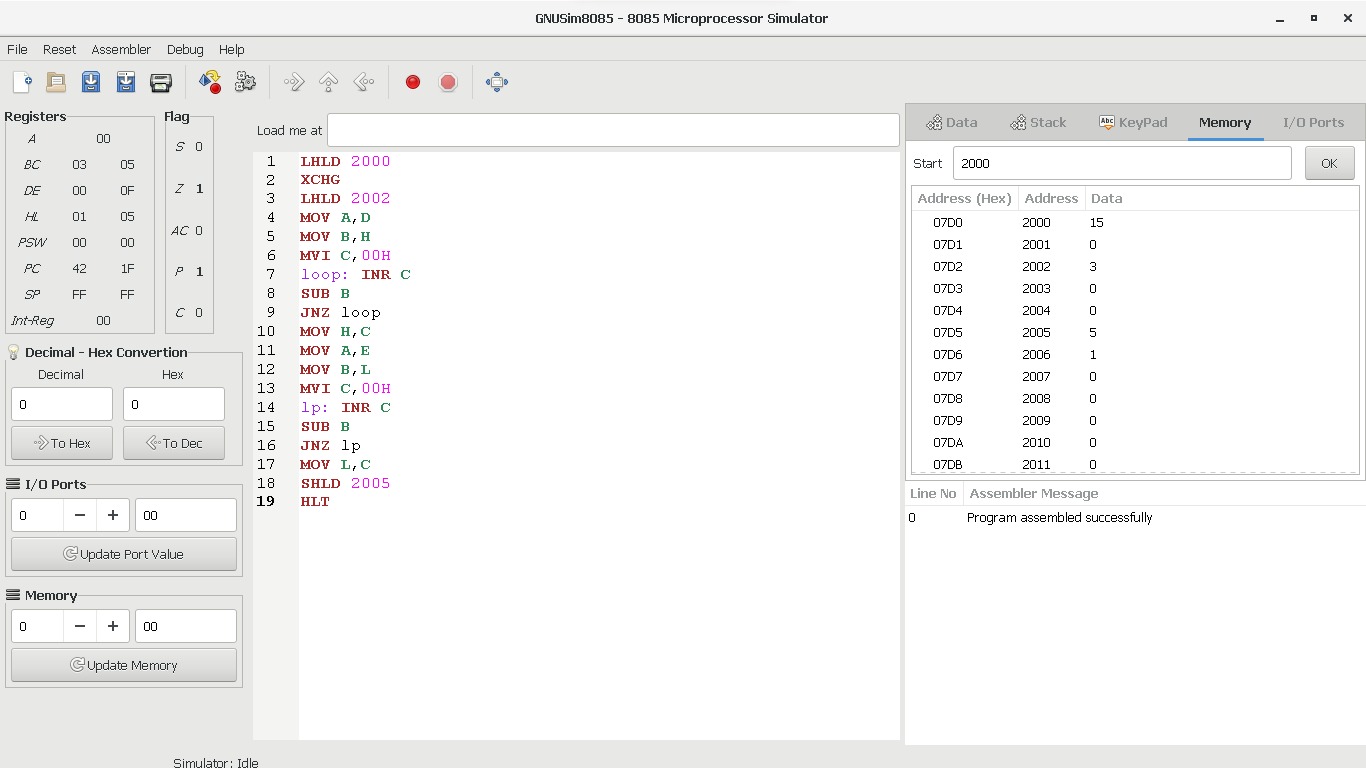 GNUSim8085 - 8085 Microprocessor Simulator
File Reset Assembler Debug Help
Registers
A 00
BC 03 05
DE 00 0F
HL 01 05
PSW 00 00
PC 42 1F
SP FF FF
Int-Reg 00
Flag
S 0
Z 1
AC 0
P 1
C 0
Decimal - Hex Convertion
Decimal Hex
0 0
To Hex To Dec
I/O Ports
0 − + 00
Update Port Value
Memory
0 − + 00
Update Memory
Load me at
1 LHLD 2000
2 XCHG
3 LHLD 2002
4 MOV A,D
5 MOV B,H
6 MVI C,00H
7 loop: INR C
8 SUB B
9 JNZ loop
10 MOV H,C
11 MOV A,E
12 MOV B,L
13 MVI C,00H
14 lp: INR C
15 SUB B
16 JNZ lp
17 MOV L,C
18 SHLD 2005
19 HLT
Data Stack Abc KeyPad Memory I/O Ports
Start 2000 OK
Address (Hex) Address Data
07D0 2000 15
07D1 2001 0
07D2 2002 3
07D3 2003 0
07D4 2004 0
07D5 2005 5
07D6 2006 1
07D7 2007 0
07D8 2008 0
07D9 2009 0
07DA 2010 0
07DB 2011 0
Line No Assembler Message
0 Program assembled successfully
Simulator: Idle